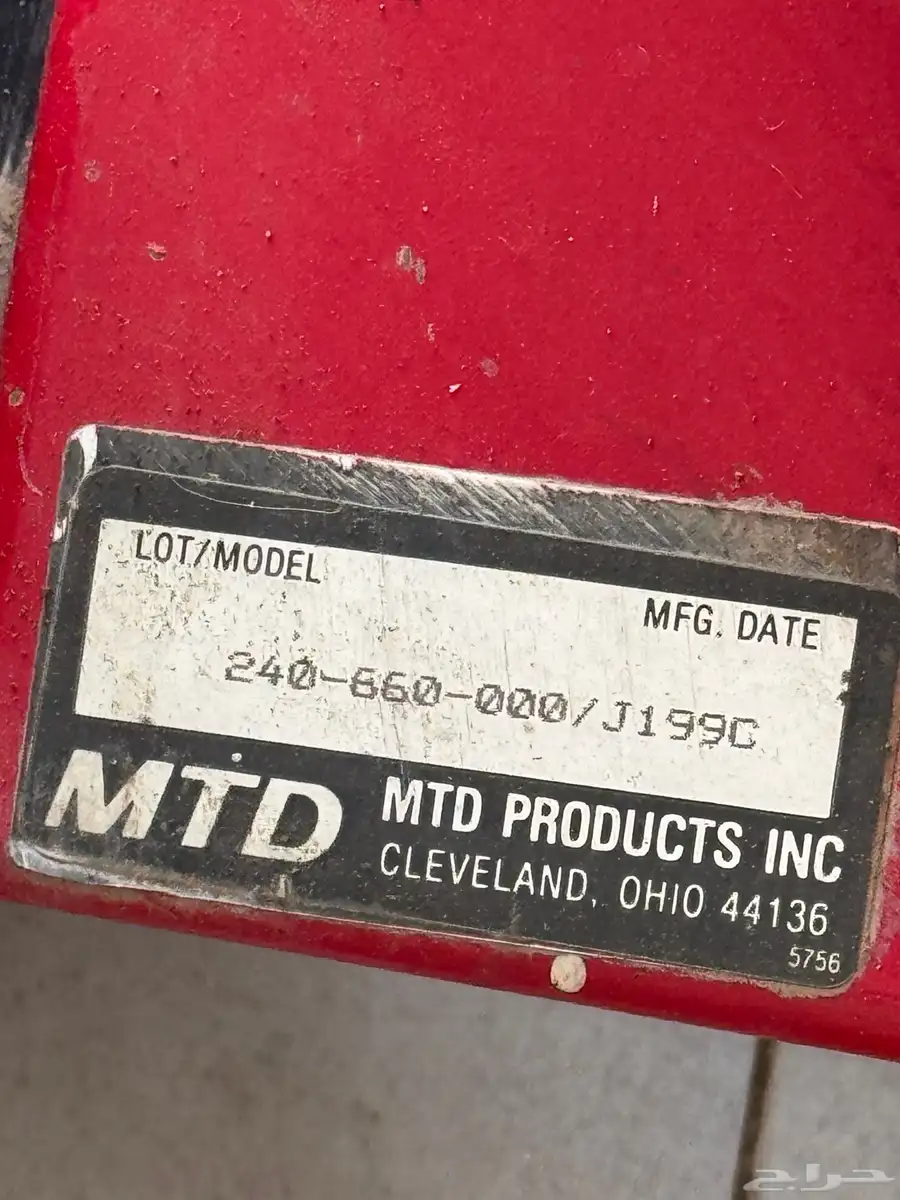 LOT/MODEL
MFG. DATE
240-660-000/J199C
MTD
MTD PRODUCTS INC
CLEVELAND, OHIO 44136
5756
حراج